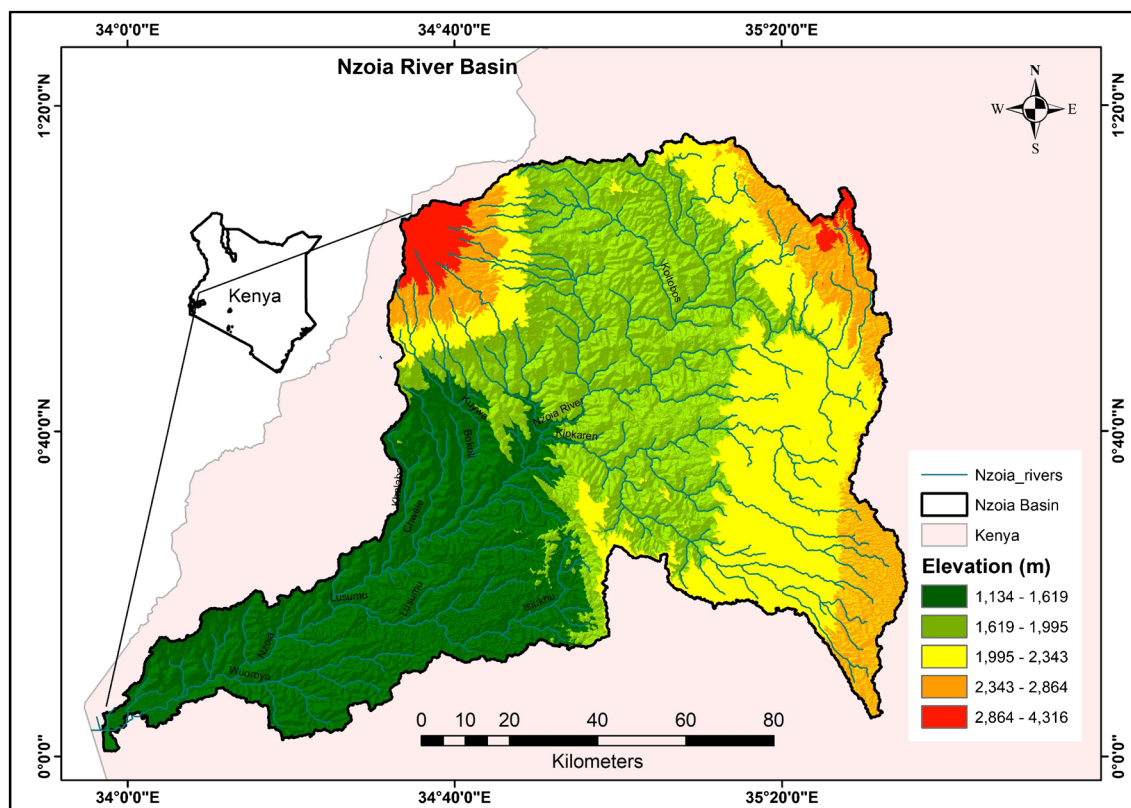 34°0'0"E 34°40'0"E 35°20'0"E
Nzoia River Basin
N
W E
S
1°20'0"N 1°20'0"N
Kenya
Koilobos
0°40'0"N 0°40'0"N
Kuywa
Nzoia River
Kipkaren
Bokoli
Chwele
Lusumu
Lusumu
Isiukhu
Nzoia
Wuoroya
Nzoia_rivers
Nzoia Basin
Kenya
Elevation (m)
1,134 - 1,619
1,619 - 1,995
1,995 - 2,343
2,343 - 2,864
2,864 - 4,316
0 10 20 40 60 80
Kilometers
0°0'0" 0°0'0"
34°0'0"E 34°40'0"E 35°20'0"E